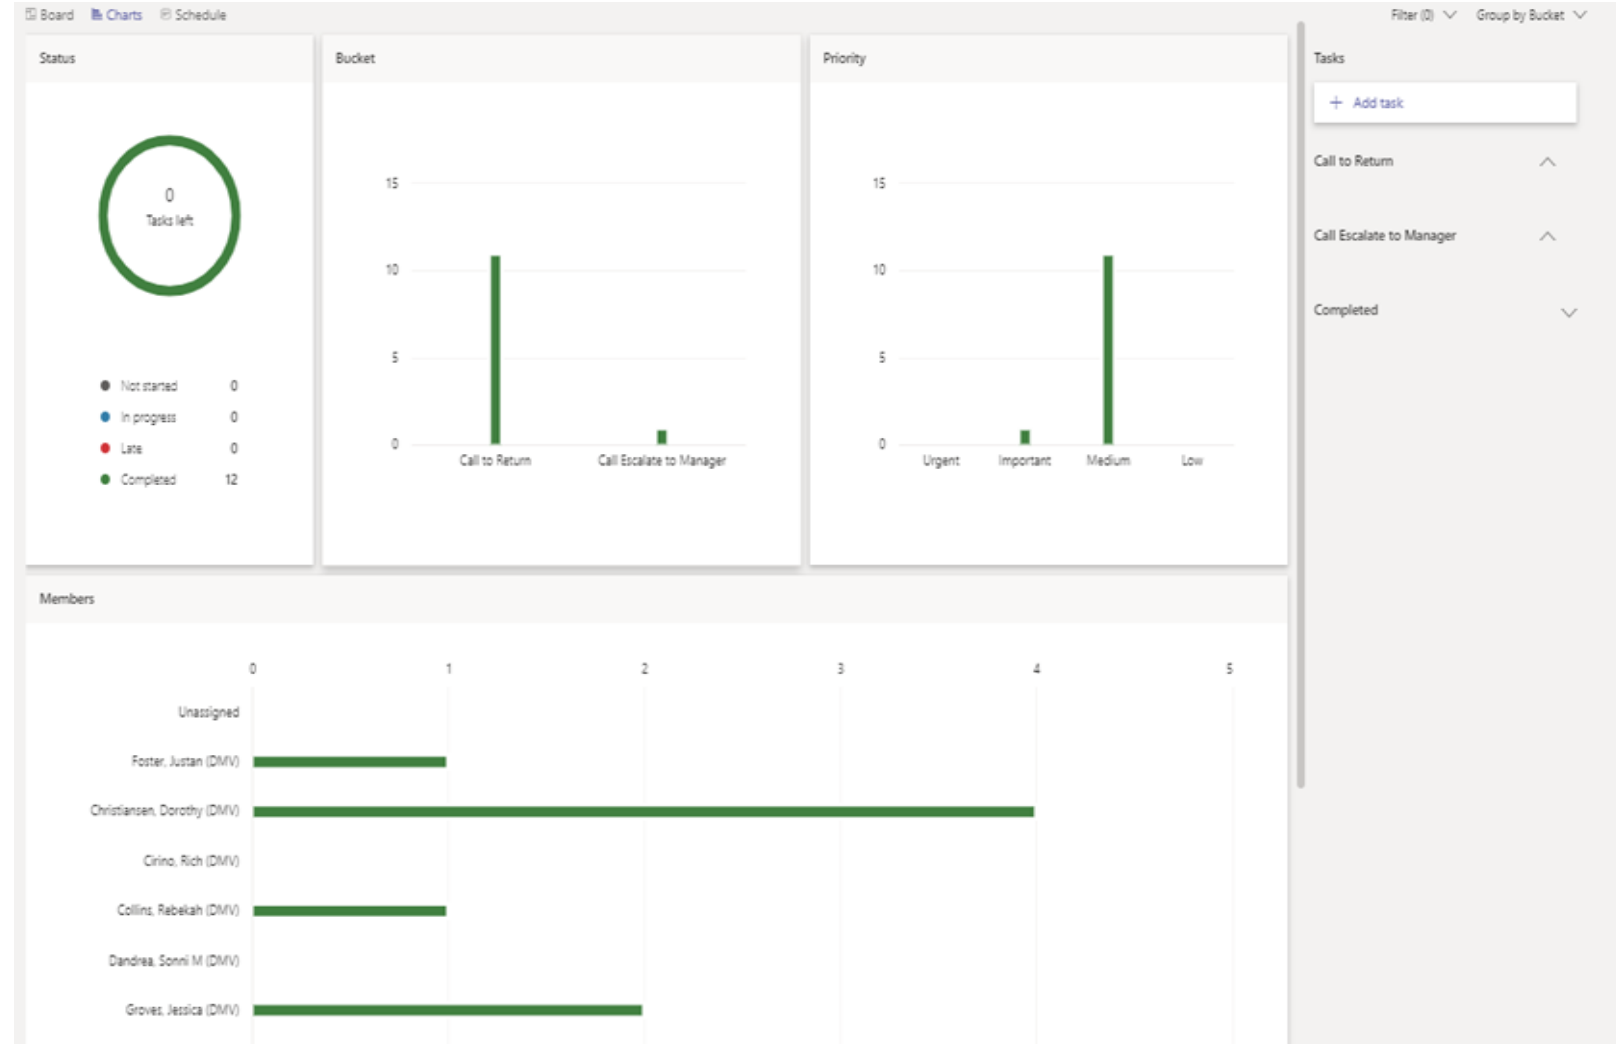 Board Charts Schedule Filter (0) Group by Bucket
Status
0
Tasks left
Not started 0
In progress 0
Late 0
Completed 12
Bucket
15
10
5
0
Call to Return Call Escalate to Manager
Priority
15
10
5
0
Urgent Important Medium Low
Tasks
+ Add task
Call to Return
Call Escalate to Manager
Completed
Members
0 1 2 3 4 5
Unassigned
Foster, Justan (DMV)
Christiansen, Dorothy (DMV)
Cirino, Rich (DMV)
Collins, Rebekah (DMV)
Dandrea, Sonni M (DMV)
Groves, Jessica (DMV)